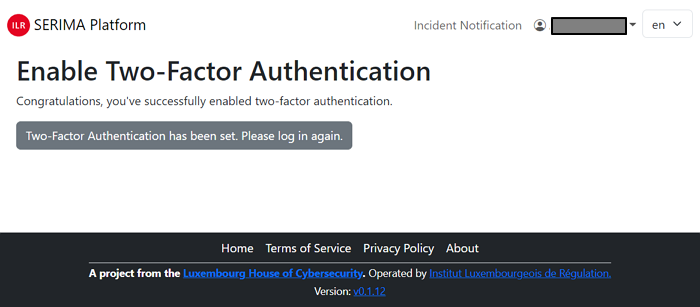 ILR SERIMA Platform Incident Notification en
Enable Two-Factor Authentication
Congratulations, you've successfully enabled two-factor authentication.
Two-Factor Authentication has been set. Please log in again.
Home Terms of Service Privacy Policy About
A project from the Luxembourg House of Cybersecurity. Operated by Institut Luxembourgeois de Régulation.
Version: v0.1.12